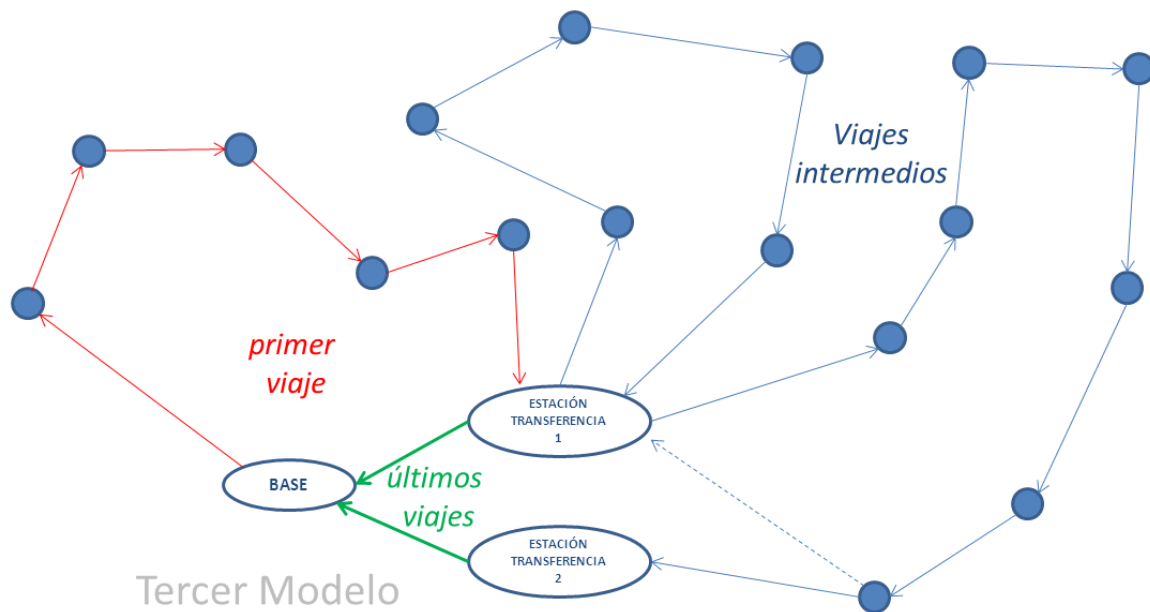 Viajes
intermedios
primer
viaje
ESTACIÓN
TRANSFERENCIA
1
BASE
últimos
viajes
ESTACIÓN
TRANSFERENCIA
2
Tercer Modelo